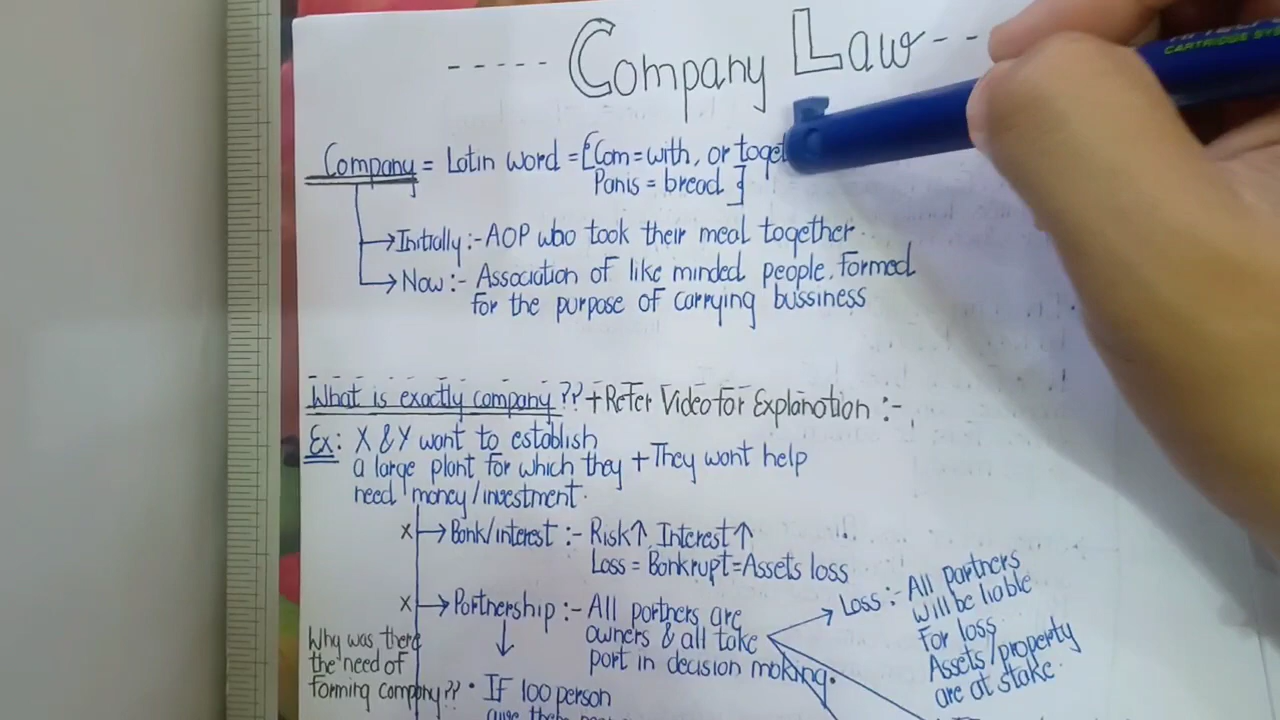 ----- Company Law --
Company = Latin word = [Com = with, or toget
Panis = bread]
→ Initially :- AOP who took their meal together.
→ Now :- Association of like minded people. Formed
for the purpose of carrying bussiness
What is exactly company ?? + Refer Video for Explanation :-
Ex: X & Y want to establish
a large plant for which they + They want help
need money/investment.
x → Bank/interest :- Risk↑ Interest↑
Loss = Bankrupt = Assets loss
x → Partnership :- All partners are
owners & all take
part in decision making.
→ Loss :- All partners
will be liable
for loss
Assets/property
are at stake.
Why was there
the need of
forming company??
• If 100 person
CARTRIDGE SYS